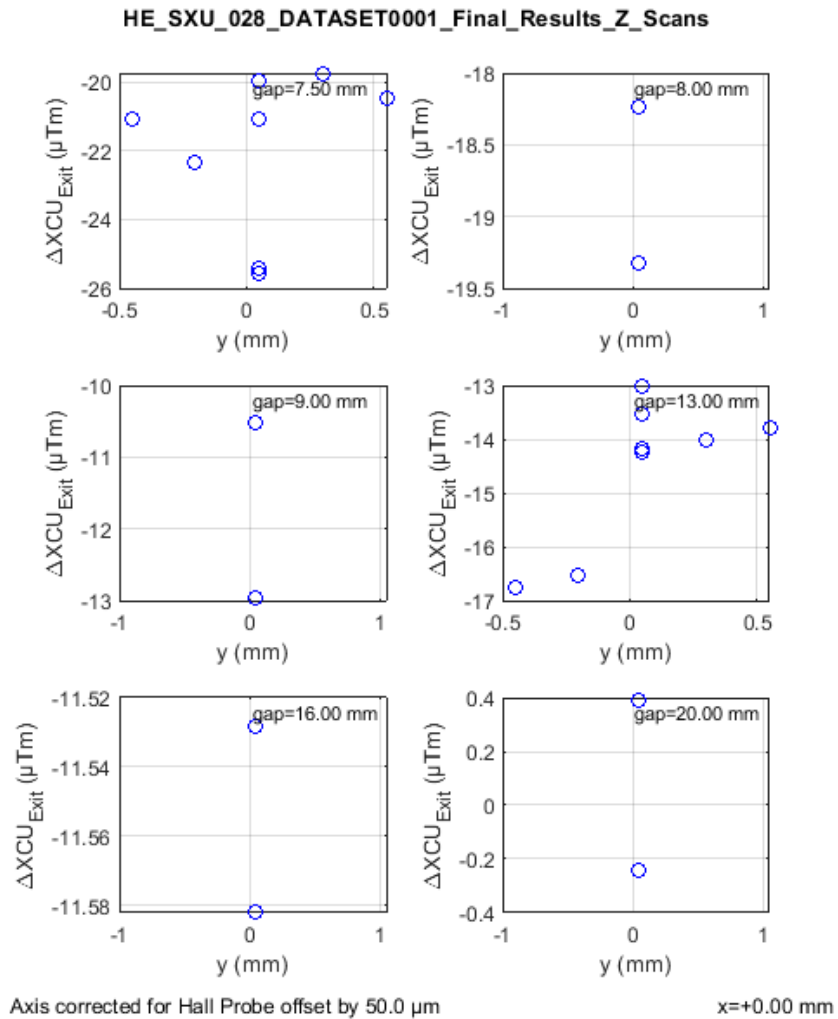 HE_SXU_028_DATASET0001_Final_Results_Z_Scans
gap=7.50 mm
-20
-22
-24
-26
-0.5
0
0.5
y (mm)
ΔXCU_Exit (μTm)
gap=8.00 mm
-18
-18.5
-19
-19.5
-1
0
1
y (mm)
ΔXCU_Exit (μTm)
gap=9.00 mm
-10
-11
-12
-13
-1
0
1
y (mm)
ΔXCU_Exit (μTm)
gap=13.00 mm
-13
-14
-15
-16
-17
-0.5
0
0.5
y (mm)
ΔXCU_Exit (μTm)
gap=16.00 mm
-11.52
-11.54
-11.56
-11.58
-1
0
1
y (mm)
ΔXCU_Exit (μTm)
gap=20.00 mm
0.4
0.2
0
-0.2
-0.4
-1
0
1
y (mm)
ΔXCU_Exit (μTm)
Axis corrected for Hall Probe offset by 50.0 μm
x=+0.00 mm